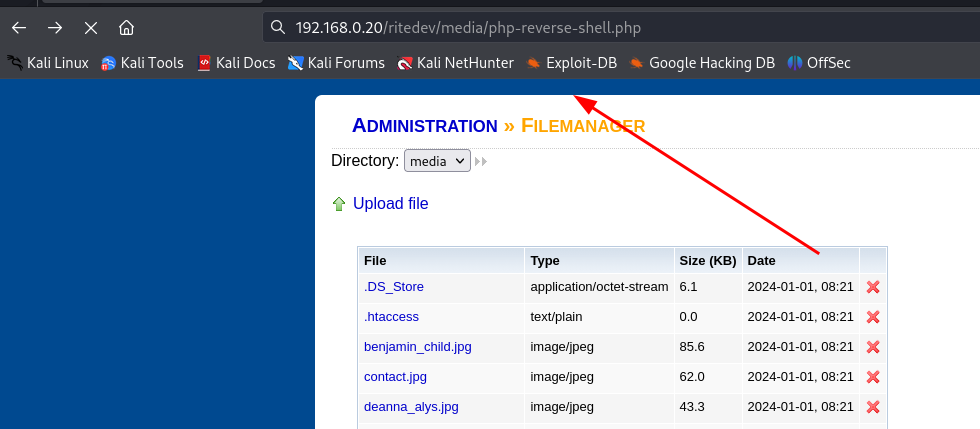 192.168.0.20/ritedev/media/php-reverse-shell.php
Kali Linux Kali Tools Kali Docs Kali Forums Kali NetHunter Exploit-DB Google Hacking DB OffSec
ADMINISTRATION » FILEMANAGER
Directory: media
Upload file
File Type Size (KB) Date
.DS_Store application/octet-stream 6.1 2024-01-01, 08:21
.htaccess text/plain 0.0 2024-01-01, 08:21
benjamin_child.jpg image/jpeg 85.6 2024-01-01, 08:21
contact.jpg image/jpeg 62.0 2024-01-01, 08:21
deanna_alys.jpg image/jpeg 43.3 2024-01-01, 08:21